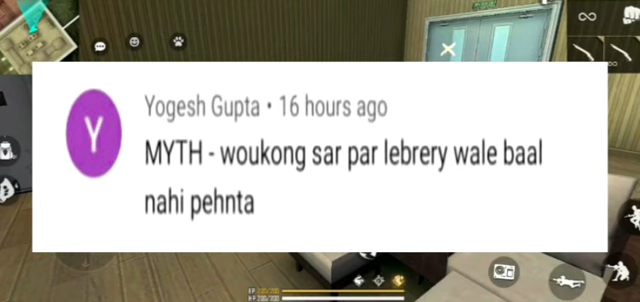 Yogesh Gupta • 16 hours ago
Y
MYTH - woukong sar par lebrery wale baal
nahi pehnta